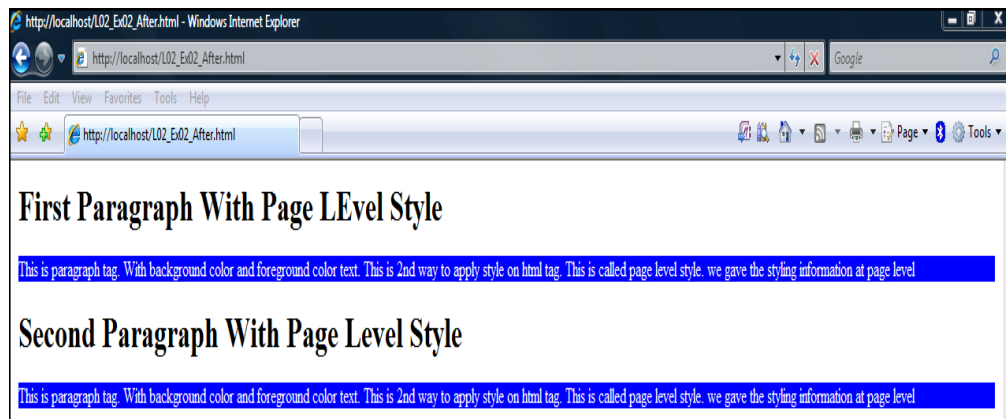 http://localhost/L02_Ex02_After.html - Windows Internet Explorer
http://localhost/L02_Ex02_After.html
Google
File Edit View Favorites Tools Help
http://localhost/L02_Ex02_After.html
Page Tools
First Paragraph With Page LEvel Style
This is paragraph tag. With background color and foreground color text. This is 2nd way to apply style on html tag. This is called page level style. we gave the styling information at page level
Second Paragraph With Page Level Style
This is paragraph tag. With background color and foreground color text. This is 2nd way to apply style on html tag. This is called page level style. we gave the styling information at page level